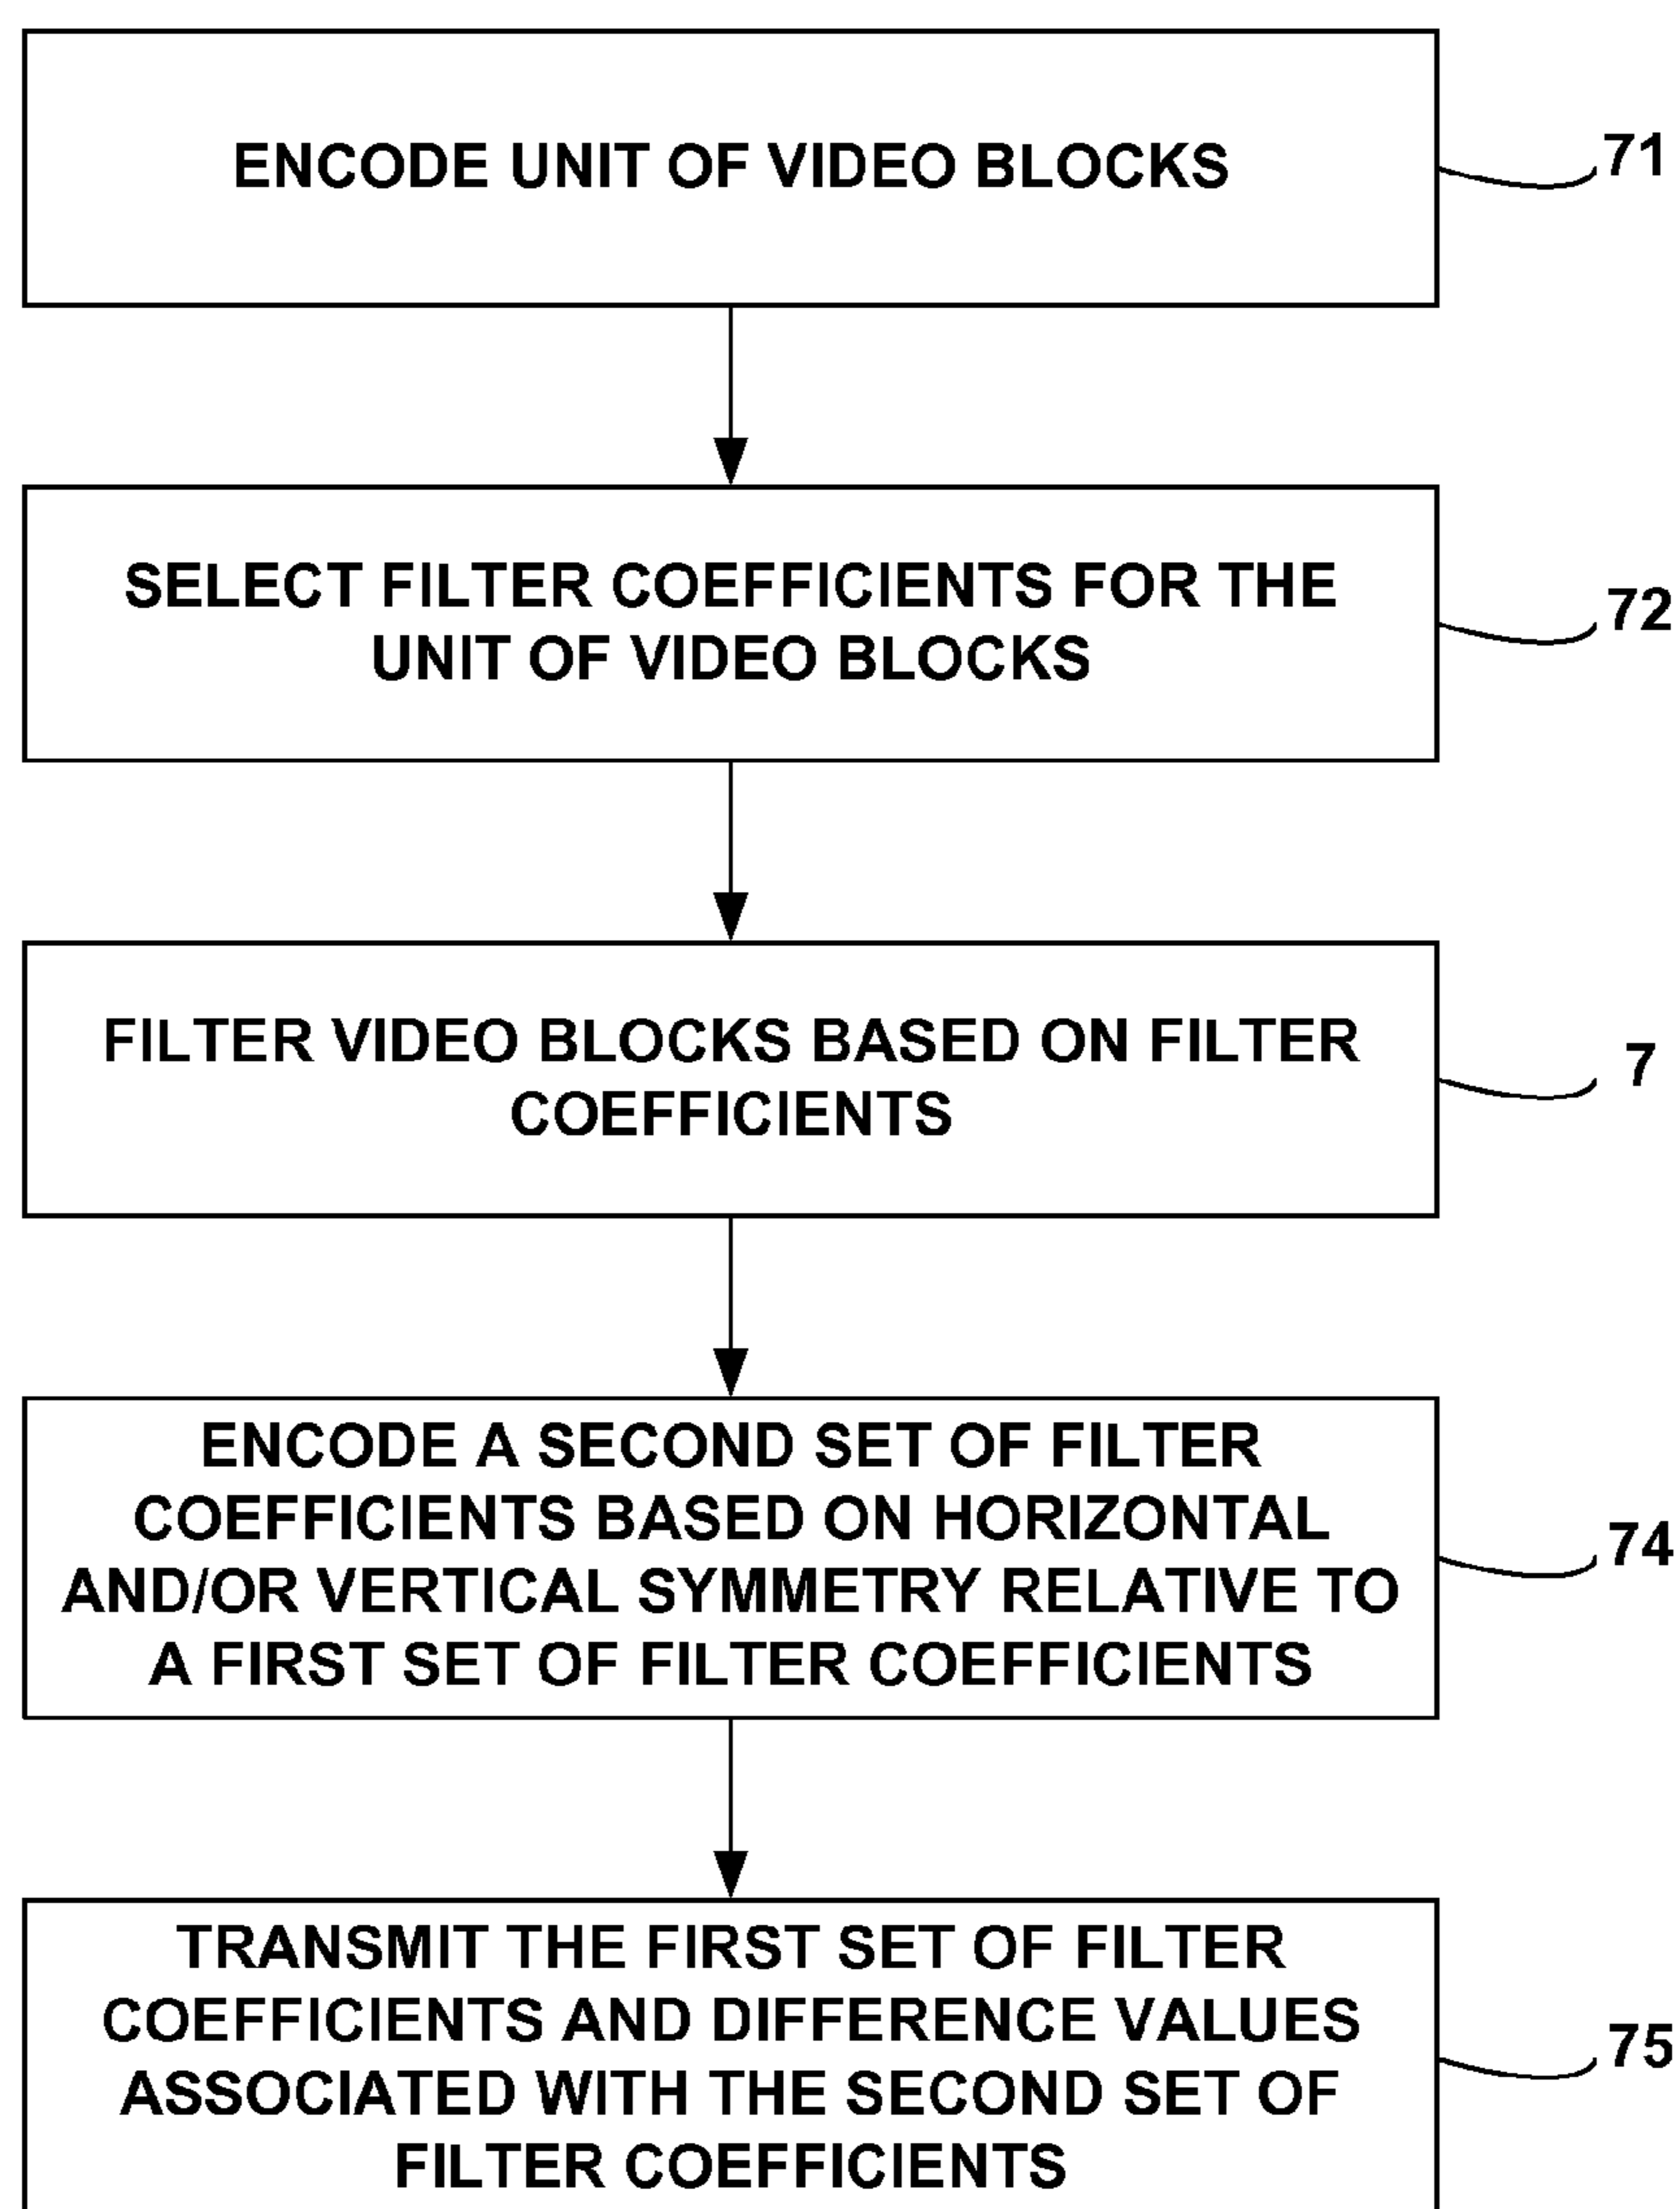 ENCODE UNIT OF VIDEO BLOCKS
71
SELECT FILTER COEFFICIENTS FOR THE
UNIT OF VIDEO BLOCKS
72
FILTER VIDEO BLOCKS BASED ON FILTER
COEFFICIENTS
7
ENCODE A SECOND SET OF FILTER
COEFFICIENTS BASED ON HORIZONTAL
AND/OR VERTICAL SYMMETRY RELATIVE TO
A FIRST SET OF FILTER COEFFICIENTS
74
TRANSMIT THE FIRST SET OF FILTER
COEFFICIENTS AND DIFFERENCE VALUES
ASSOCIATED WITH THE SECOND SET OF
FILTER COEFFICIENTS
75